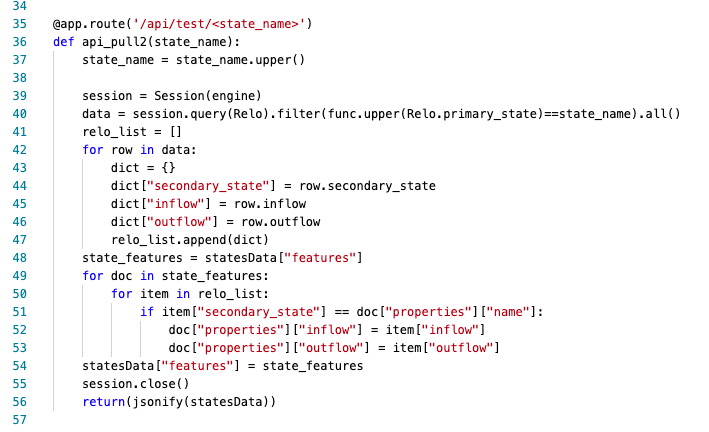 34
35 @app.route('/api/test/<state_name>')
36 def api_pull2(state_name):
37     state_name = state_name.upper()
38
39     session = Session(engine)
40     data = session.query(Relo).filter(func.upper(Relo.primary_state)==state_name).all()
41     relo_list = []
42     for row in data:
43         dict = {}
44         dict["secondary_state"] = row.secondary_state
45         dict["inflow"] = row.inflow
46         dict["outflow"] = row.outflow
47         relo_list.append(dict)
48     state_features = statesData["features"]
49     for doc in state_features:
50         for item in relo_list:
51             if item["secondary_state"] == doc["properties"]["name"]:
52                 doc["properties"]["inflow"] = item["inflow"]
53                 doc["properties"]["outflow"] = item["outflow"]
54     statesData["features"] = state_features
55     session.close()
56     return(jsonify(statesData))
57